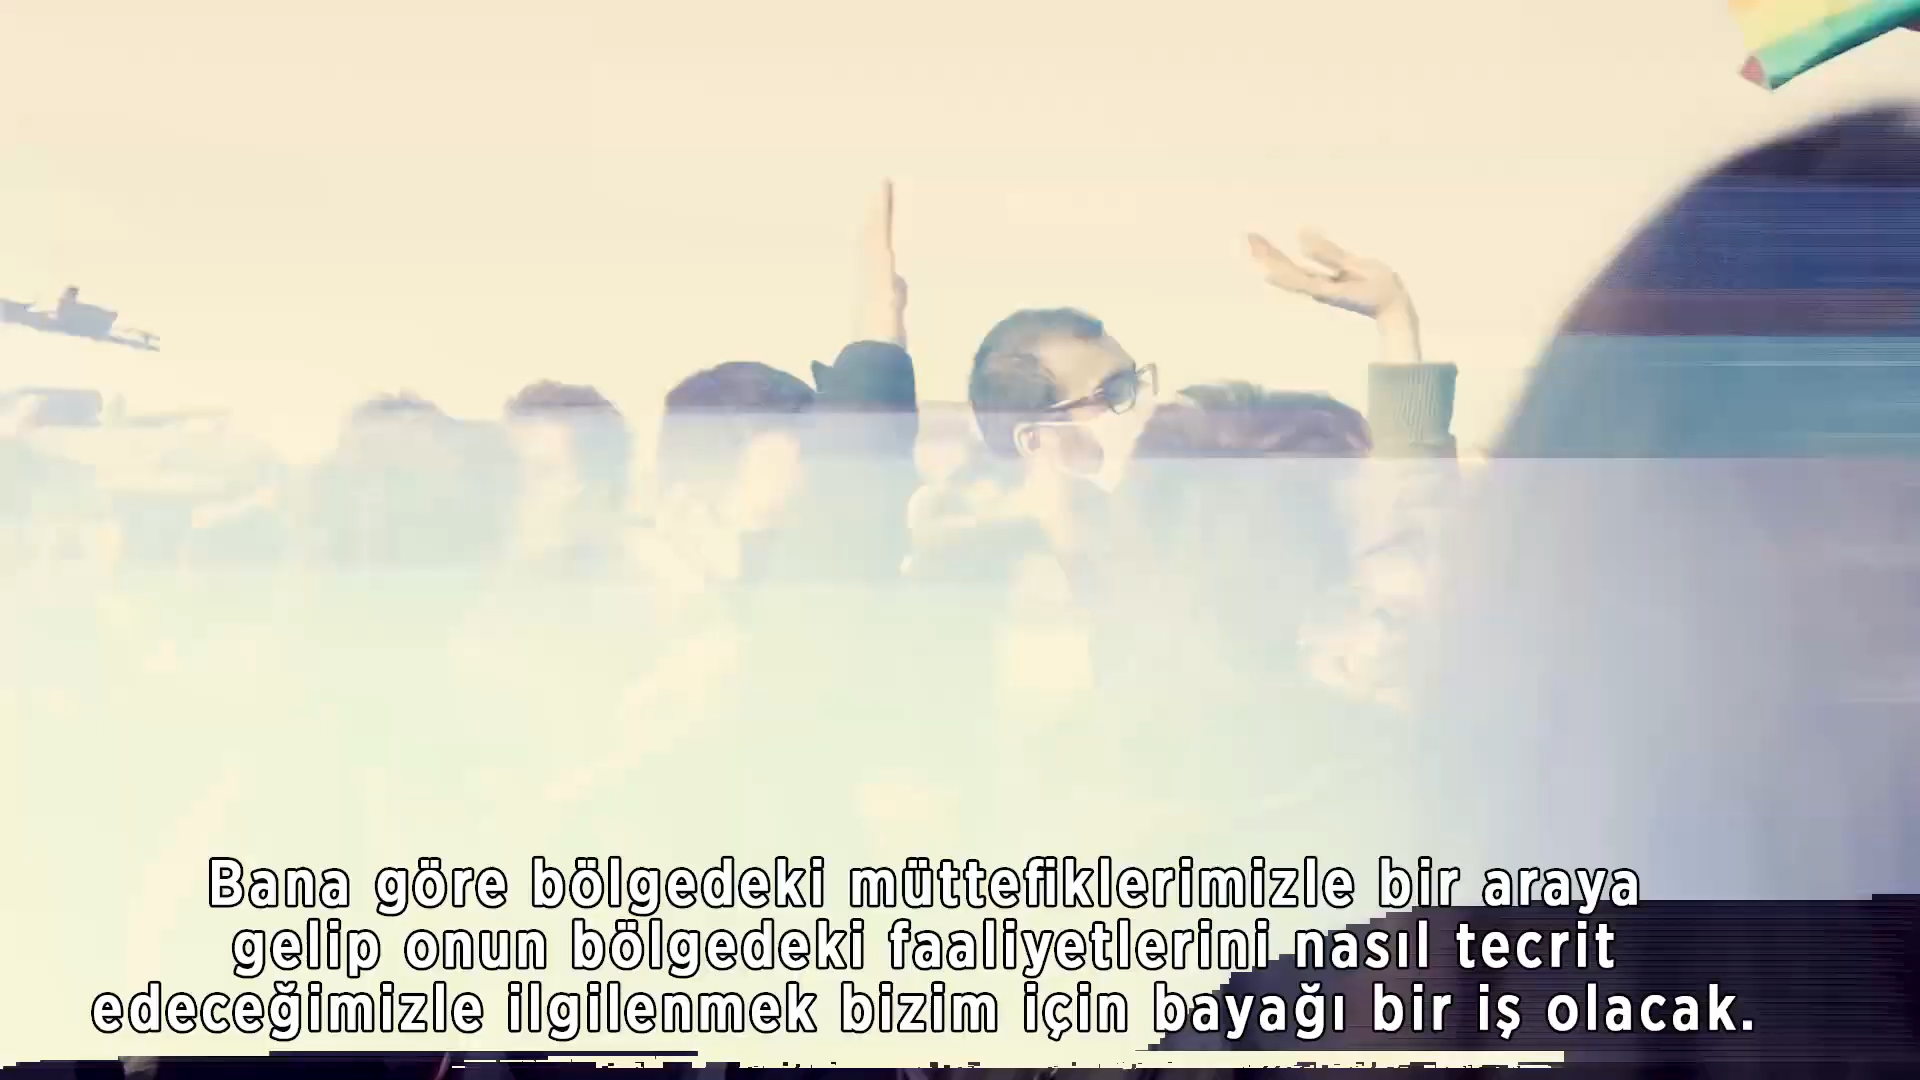 Bana göre bölgedeki müttefiklerimizle bir araya
gelip onun bölgedeki faaliyetlerini nasıl tecrit
edeceğimizle ilgilenmek bizim için bayağı bir iş olacak.